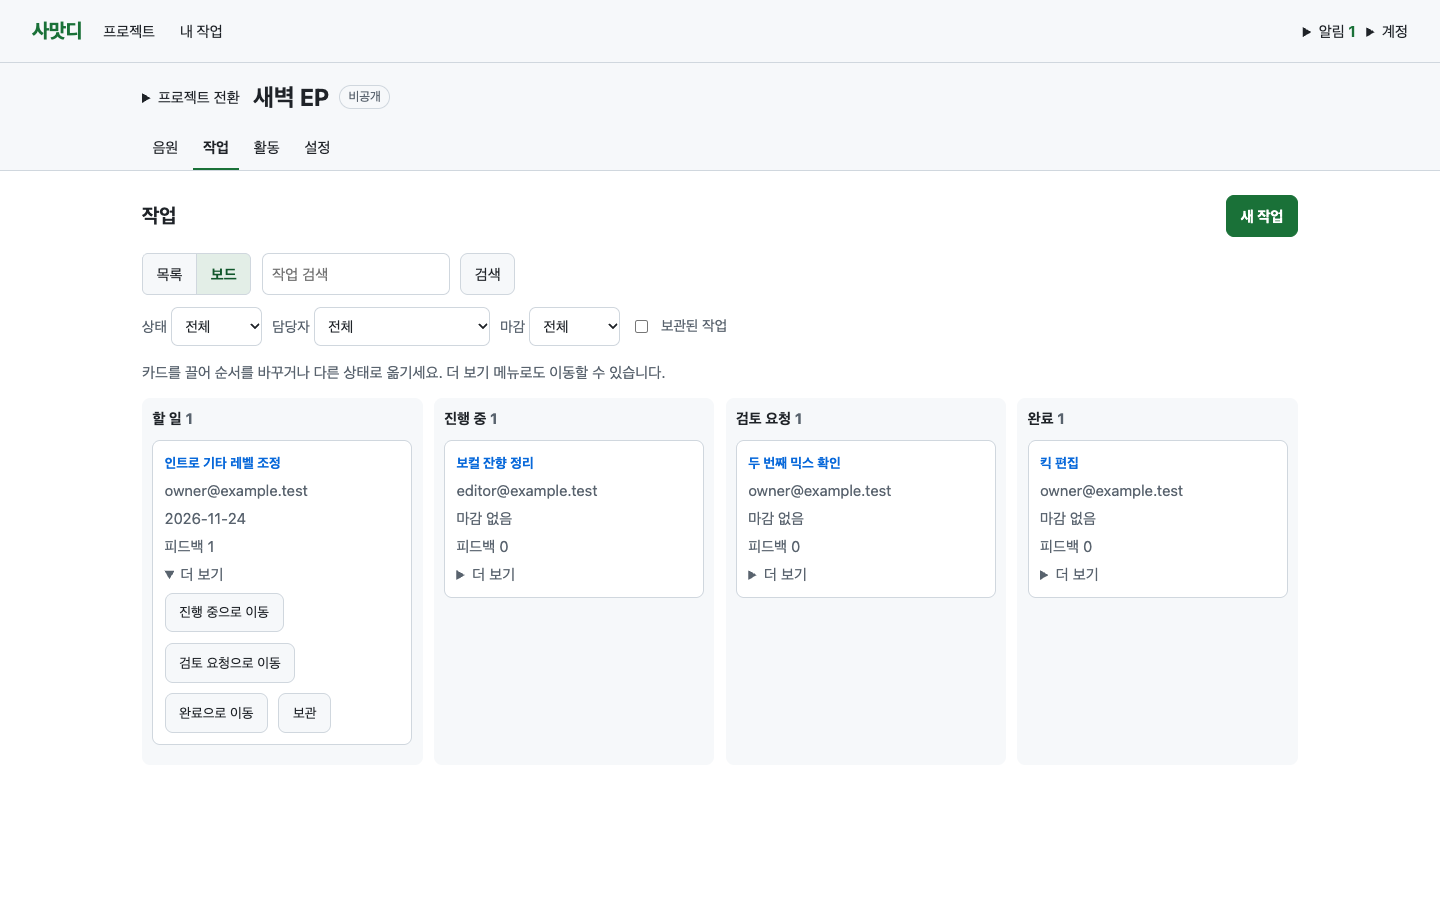 사맛디 프로젝트 내 작업 ▶ 알림 1 ▶ 계정
▶ 프로젝트 전환 새벽 EP 비공개
음원 작업 활동 설정
작업 새 작업
목록 보드 작업 검색 검색
상태 전체 담당자 전체 마감 전체 보관된 작업
카드를 끌어 순서를 바꾸거나 다른 상태로 옮기세요. 더 보기 메뉴로도 이동할 수 있습니다.
할 일 1
인트로 기타 레벨 조정
owner@example.test
2026-11-24
피드백 1
▼ 더 보기
진행 중으로 이동
검토 요청으로 이동
완료으로 이동 보관
진행 중 1
보컬 잔향 정리
editor@example.test
마감 없음
피드백 0
▶ 더 보기
검토 요청 1
두 번째 믹스 확인
owner@example.test
마감 없음
피드백 0
▶ 더 보기
완료 1
킥 편집
owner@example.test
마감 없음
피드백 0
▶ 더 보기